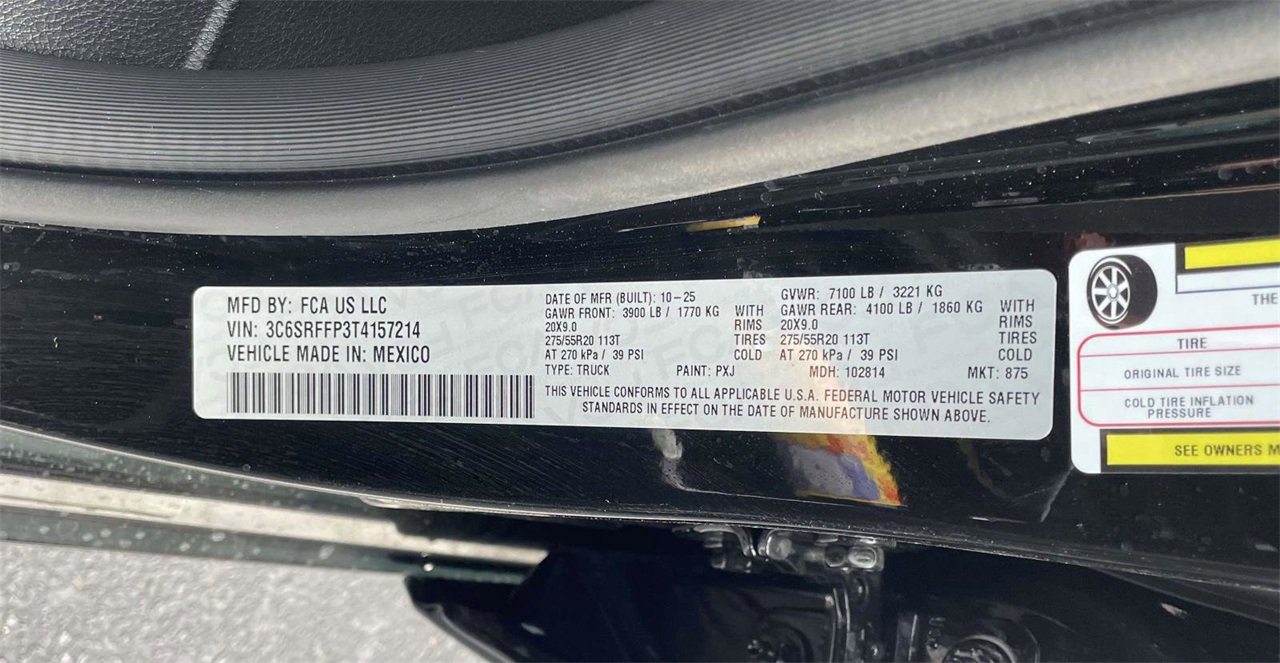 MFD BY: FCA US LLC
VIN: 3C6SRFFP3T4157214
VEHICLE MADE IN: MEXICO
DATE OF MFR (BUILT): 10-25
GAWR FRONT: 3900 LB / 1770 KG WITH
20X9.0 RIMS
275/55R20 113T TIRES
AT 270 kPa / 39 PSI COLD
GVWR: 7100 LB / 3221 KG
GAWR REAR: 4100 LB / 1860 KG WITH
20X9.0 RIMS
275/55R20 113T TIRES
AT 270 kPa / 39 PSI COLD
TYPE: TRUCK PAINT: PXJ MDH: 102814 MKT: 875
THIS VEHICLE CONFORMS TO ALL APPLICABLE U.S.A. FEDERAL MOTOR VEHICLE SAFETY
STANDARDS IN EFFECT ON THE DATE OF MANUFACTURE SHOWN ABOVE.
THE
TIRE
ORIGINAL TIRE SIZE
COLD TIRE INFLATION
PRESSURE
SEE OWNERS M